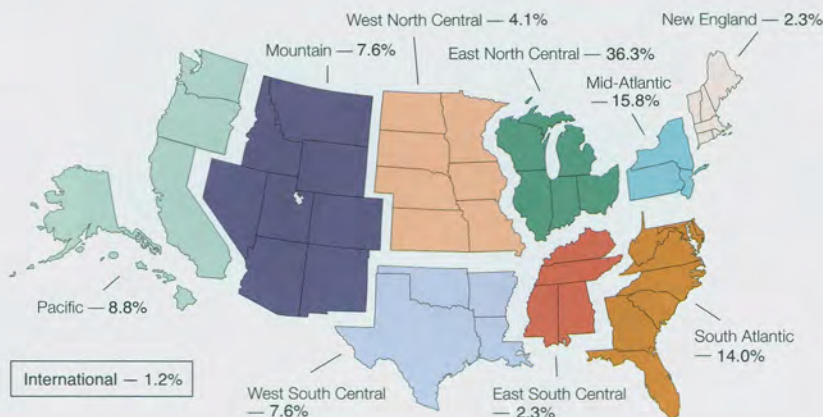 West North Central — 4.1%
New England — 2.3%
Mountain — 7.6%
East North Central — 36.3%
Mid-Atlantic
— 15.8%
Pacific — 8.8%
South Atlantic
— 14.0%
International — 1.2%
West South Central
— 7.6%
East South Central
— 2.3%